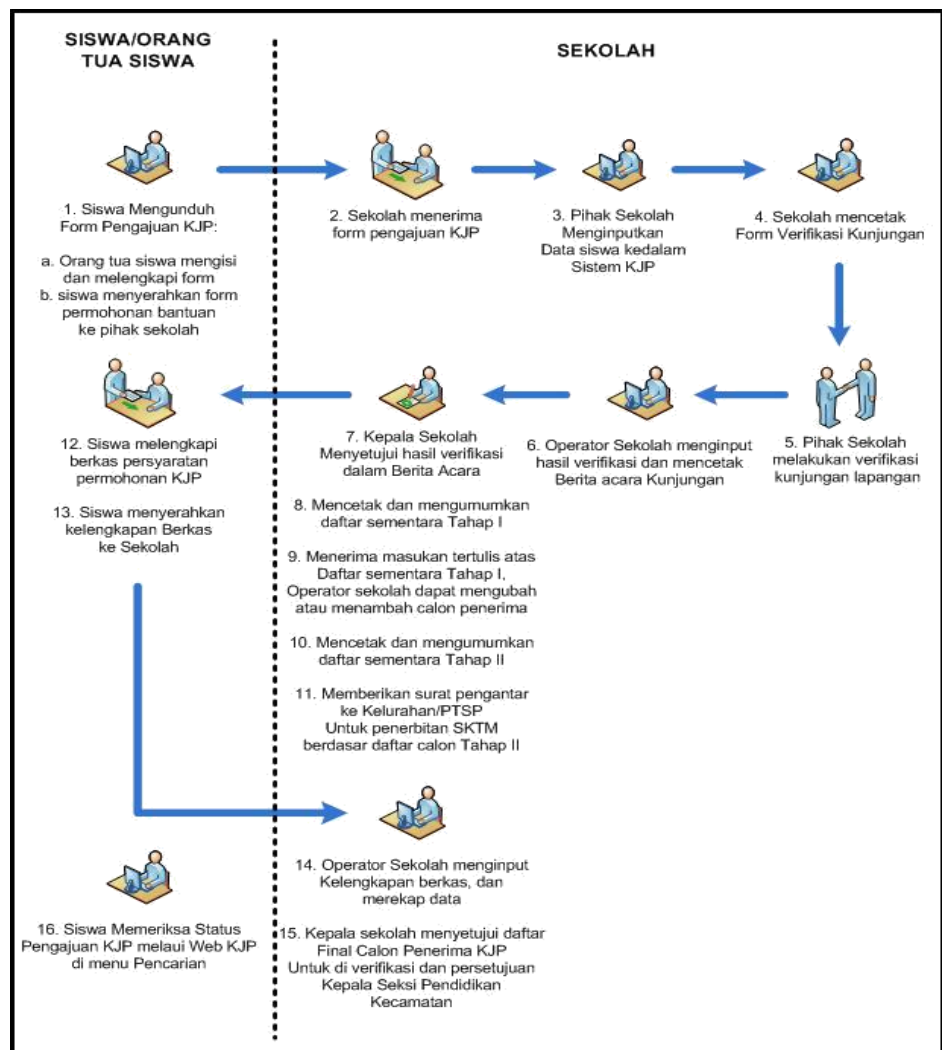 SISWA/ORANG
TUA SISWA
SEKOLAH
1. Siswa Mengunduh
Form Pengajuan KJP:
a. Orang tua siswa mengisi
dan melengkapi form
b. siswa menyerahkan form
permohonan bantuan
ke pihak sekolah
2. Sekolah menerima
form pengajuan KJP
3. Pihak Sekolah
Menginputkan
Data siswa kedalam
Sistem KJP
4. Sekolah mencetak
Form Verifikasi Kunjungan
5. Pihak Sekolah
melakukan verifikasi
kunjungan lapangan
6. Operator Sekolah menginput
hasil verifikasi dan mencetak
Berita acara Kunjungan
7. Kepala Sekolah
Menyetujui hasil verifikasi
dalam Berita Acara
8. Mencetak dan mengumumkan
daftar sementara Tahap I
9. Menerima masukan tertulis atas
Daftar sementara Tahap I,
Operator sekolah dapat mengubah
atau menambah calon penerima
10. Mencetak dan mengumumkan
daftar sementara Tahap II
11. Memberikan surat pengantar
ke Kelurahan/PTSP
Untuk penerbitan SKTM
berdasar daftar calon Tahap II
12. Siswa melengkapi
berkas persyaratan
permohonan KJP
13. Siswa menyerahkan
kelengkapan Berkas
ke Sekolah
14. Operator Sekolah menginput
Kelengkapan berkas, dan
merekap data
15. Kepala sekolah menyetujui daftar
Final Calon Penerima KJP
Untuk di verifikasi dan persetujuan
Kepala Seksi Pendidikan
Kecamatan
16. Siswa Memeriksa Status
Pengajuan KJP melaui Web KJP
di menu Pencarian